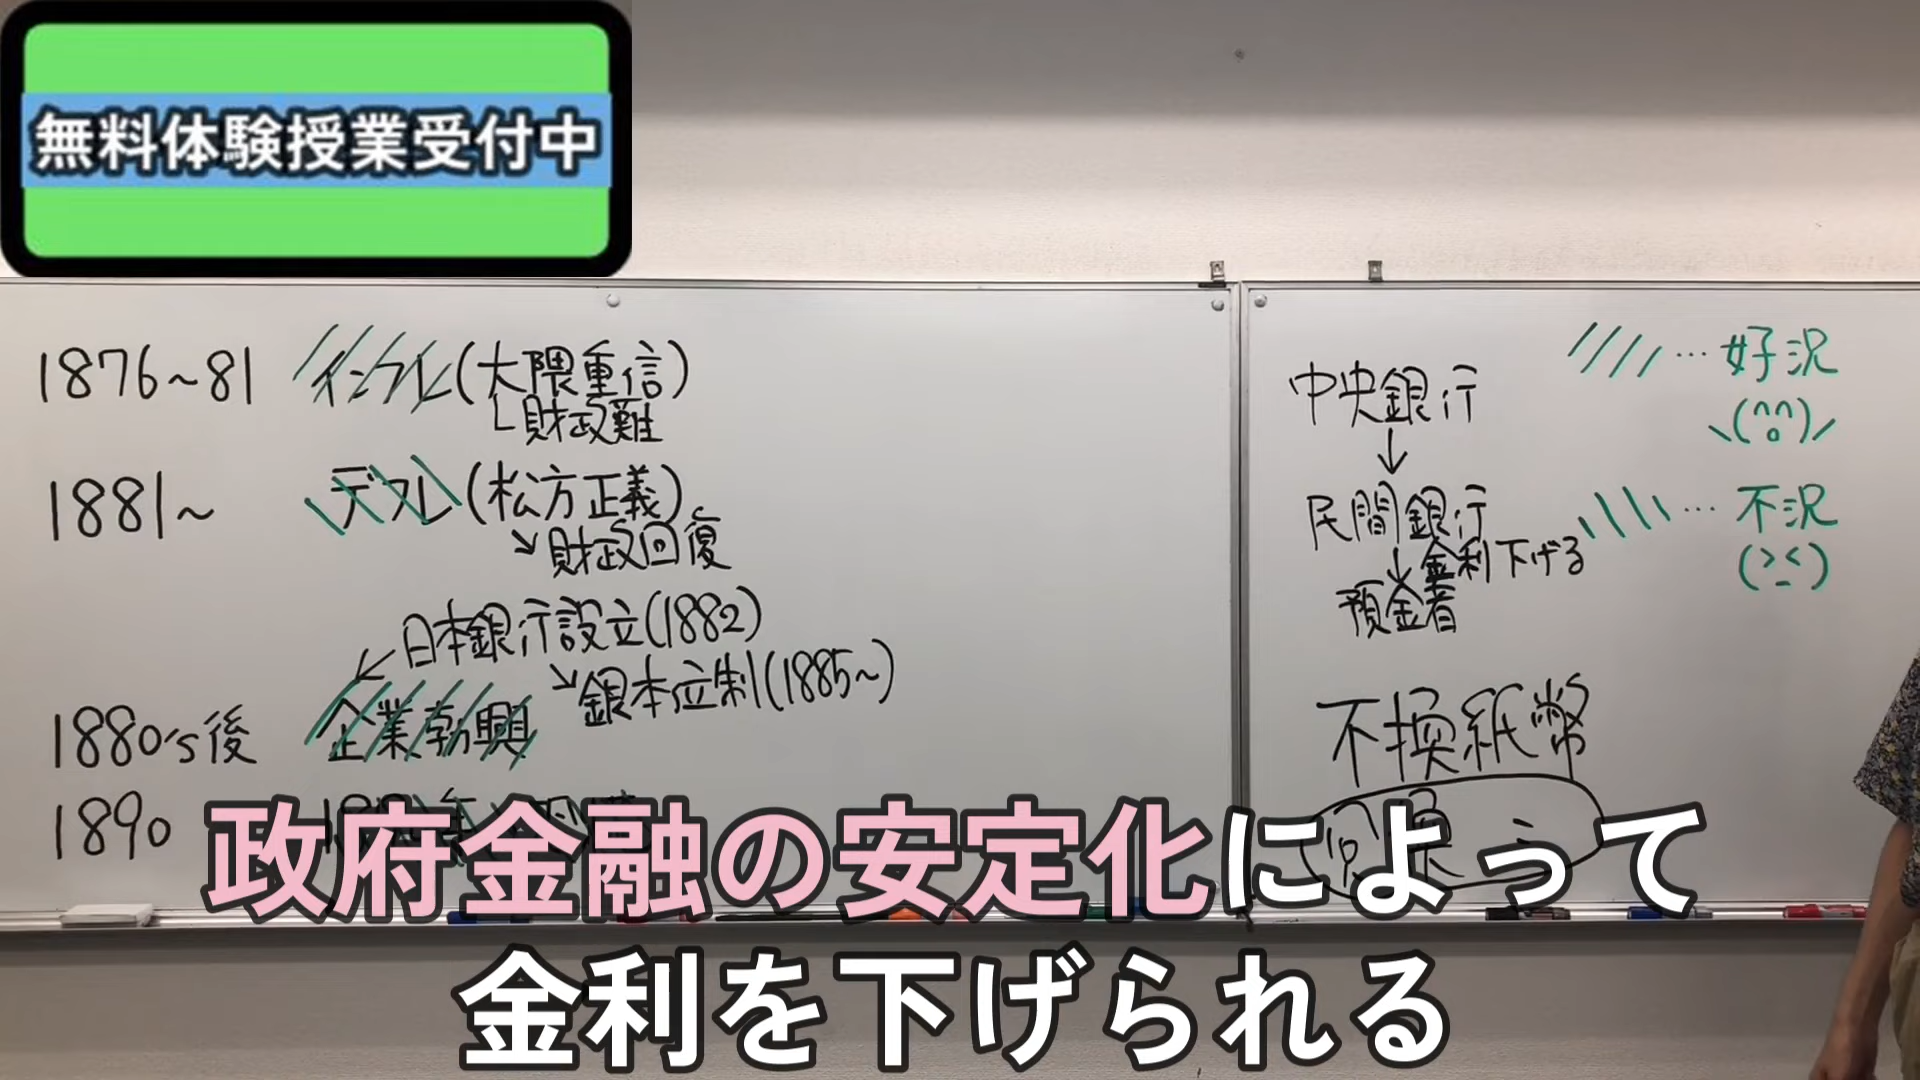 無料体験授業受付中
1876~81 インフレ(大隈重信)
└財政難
1881~ デフレ(松方正義)
↘財政回復
↙日本銀行設立(1882)
↘銀本位制(1885~)
1880's後 企業勃興
1890
中央銀行
↓
民間銀行
↓金利下げる
預金者
不換紙幣
••• 好況
\(^o^)/
••• 不況
(>_<)
政府金融の安定化によって
金利を下げられる